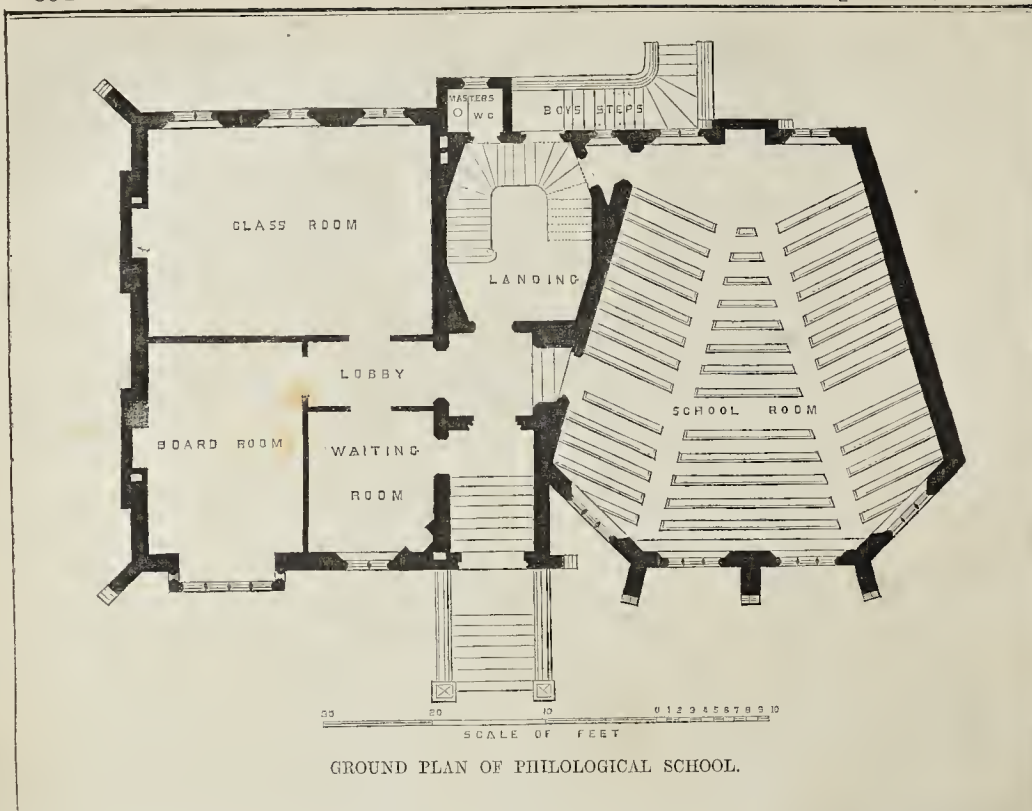 MASTERS
WC
BOYS STEPS
CLASS ROOM
LANDING
LOBBY
SCHOOL ROOM
BOARD ROOM
WAITING
ROOM
30 20 10 0 1 2 3 4 5 6 7 8 9 10
SCALE OF FEET
GROUND PLAN OF PHILOLOGICAL SCHOOL.